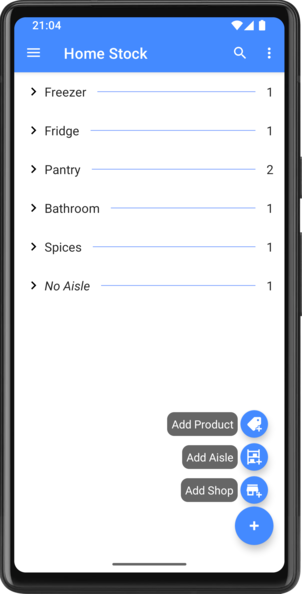 21:04
Home Stock
Freezer 1
Fridge 1
Pantry 2
Bathroom 1
Spices 1
No Aisle 1
Add Product
Add Aisle
Add Shop